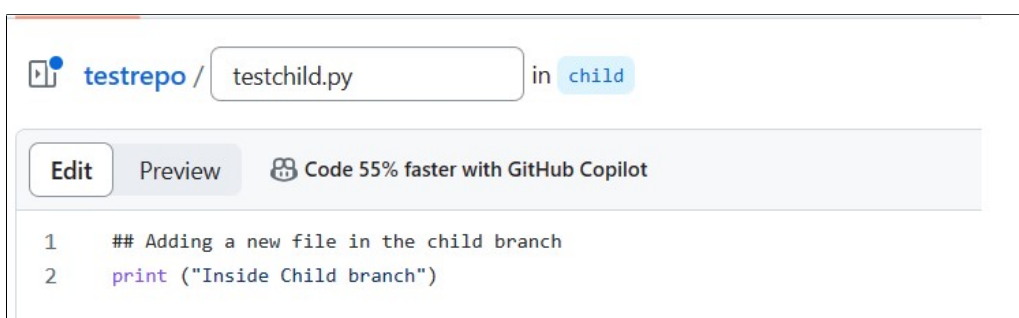 testrepo / testchild.py in child
Edit Preview Code 55% faster with GitHub Copilot
1 ## Adding a new file in the child branch
2 print ("Inside Child branch")